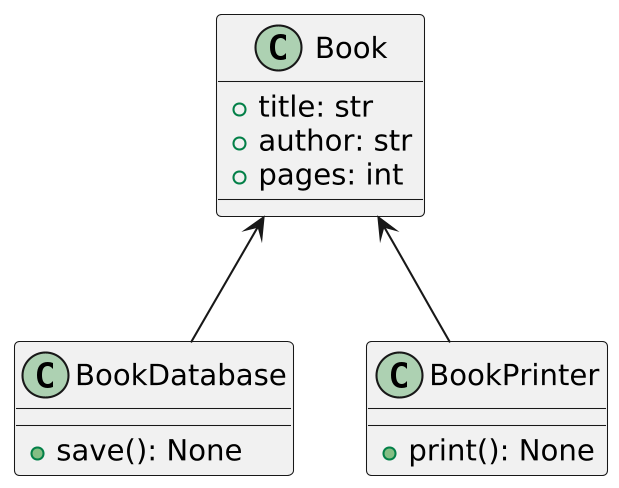 C Book
title: str
author: str
pages: int
C BookDatabase
save(): None
C BookPrinter
print(): None